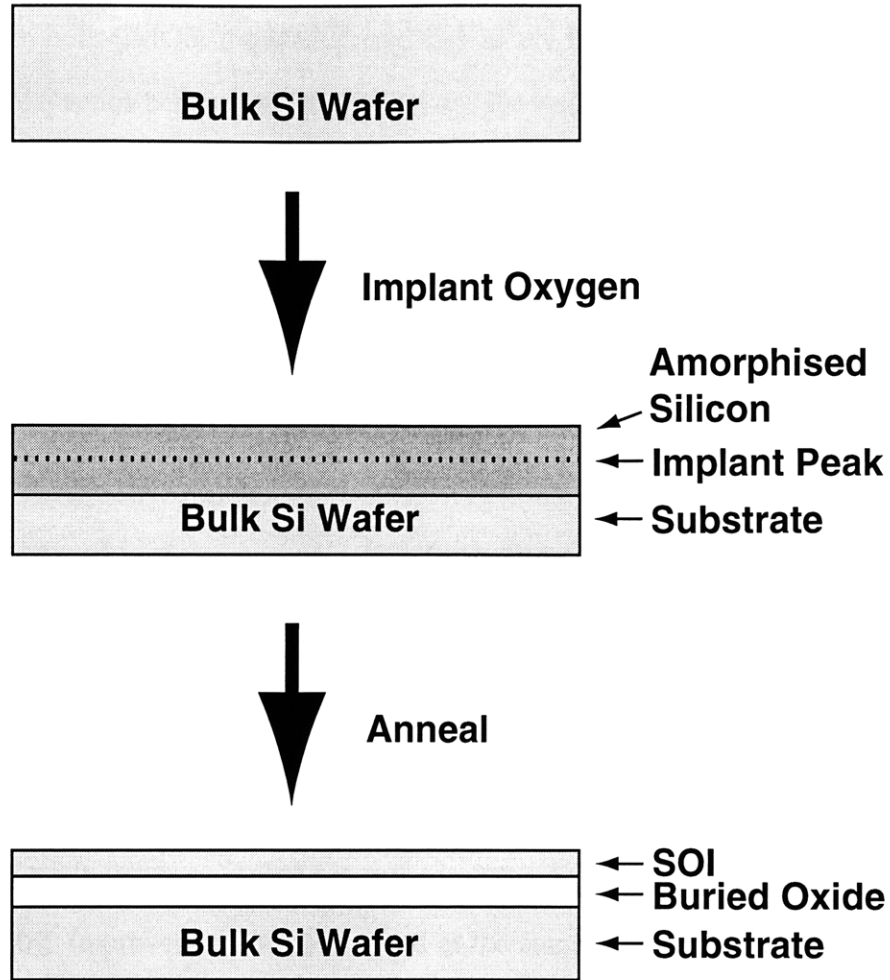 Bulk Si Wafer
Implant Oxygen
Amorphised
Silicon
Implant Peak
Bulk Si Wafer
Substrate
Anneal
SOI
Buried Oxide
Bulk Si Wafer
Substrate